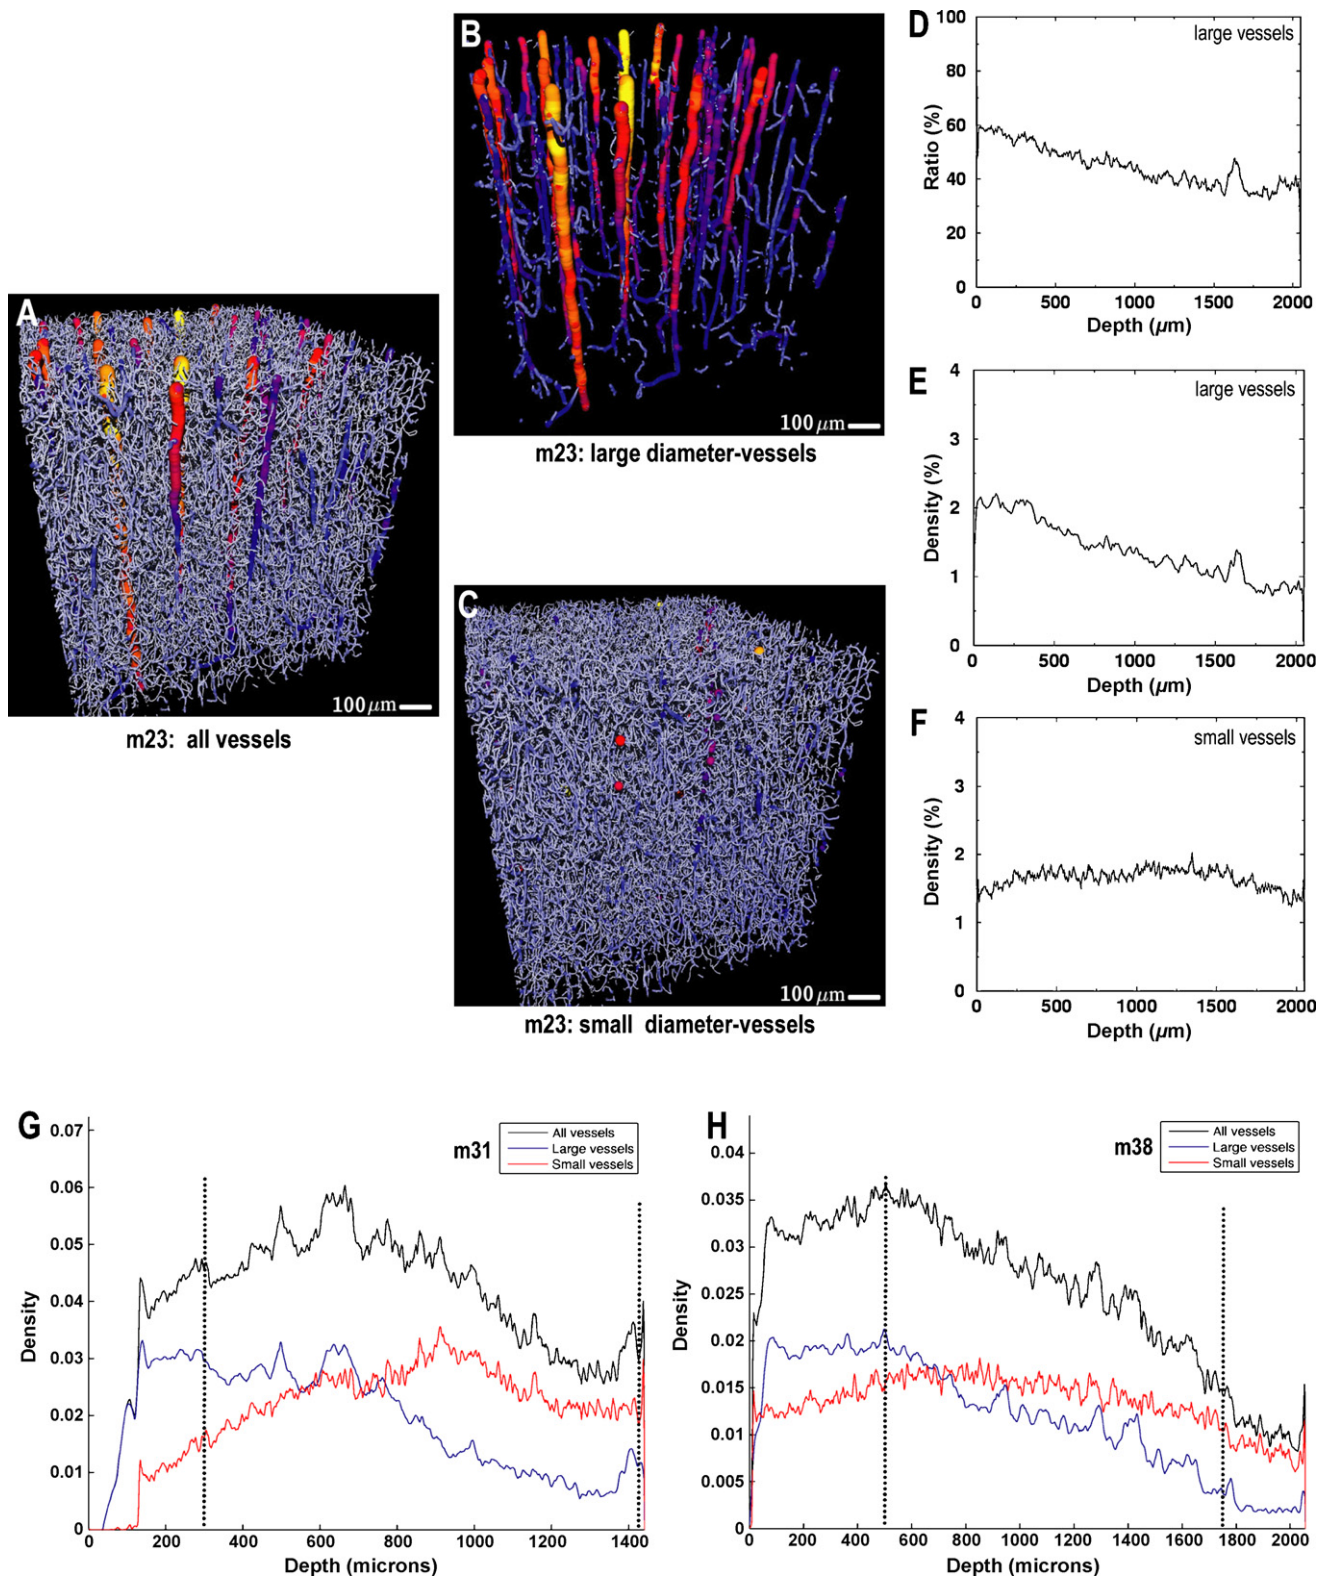 A
100 μm
m23: all vessels
B
100 μm
m23: large diameter-vessels
C
100 μm
m23: small diameter-vessels
D
large vessels
100
80
60
40
20
0
Ratio (%)
0 500 1000 1500 2000
Depth (μm)
E
large vessels
4
3
2
1
0
Density (%)
0 500 1000 1500 2000
Depth (μm)
F
small vessels
4
3
2
1
0
Density (%)
0 500 1000 1500 2000
Depth (μm)
G
m31
All vessels
Large vessels
Small vessels
0.07
0.06
0.05
0.04
0.03
0.02
0.01
0
Density
0 200 400 600 800 1000 1200 1400
Depth (microns)
H
m38
All vessels
Large vessels
Small vessels
0.04
0.035
0.03
0.025
0.02
0.015
0.01
0.005
0
Density
0 200 400 600 800 1000 1200 1400 1600 1800 2000
Depth (microns)